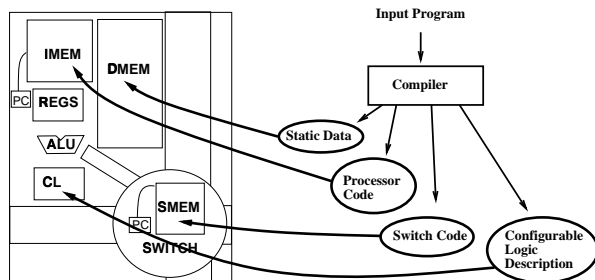 Input Program
IMEM
DMEM
PC
REGS
Compiler
ALU
Static Data
CL
Processor
Code
SMEM
PC
SWITCH
Switch Code
Configurable
Logic
Description